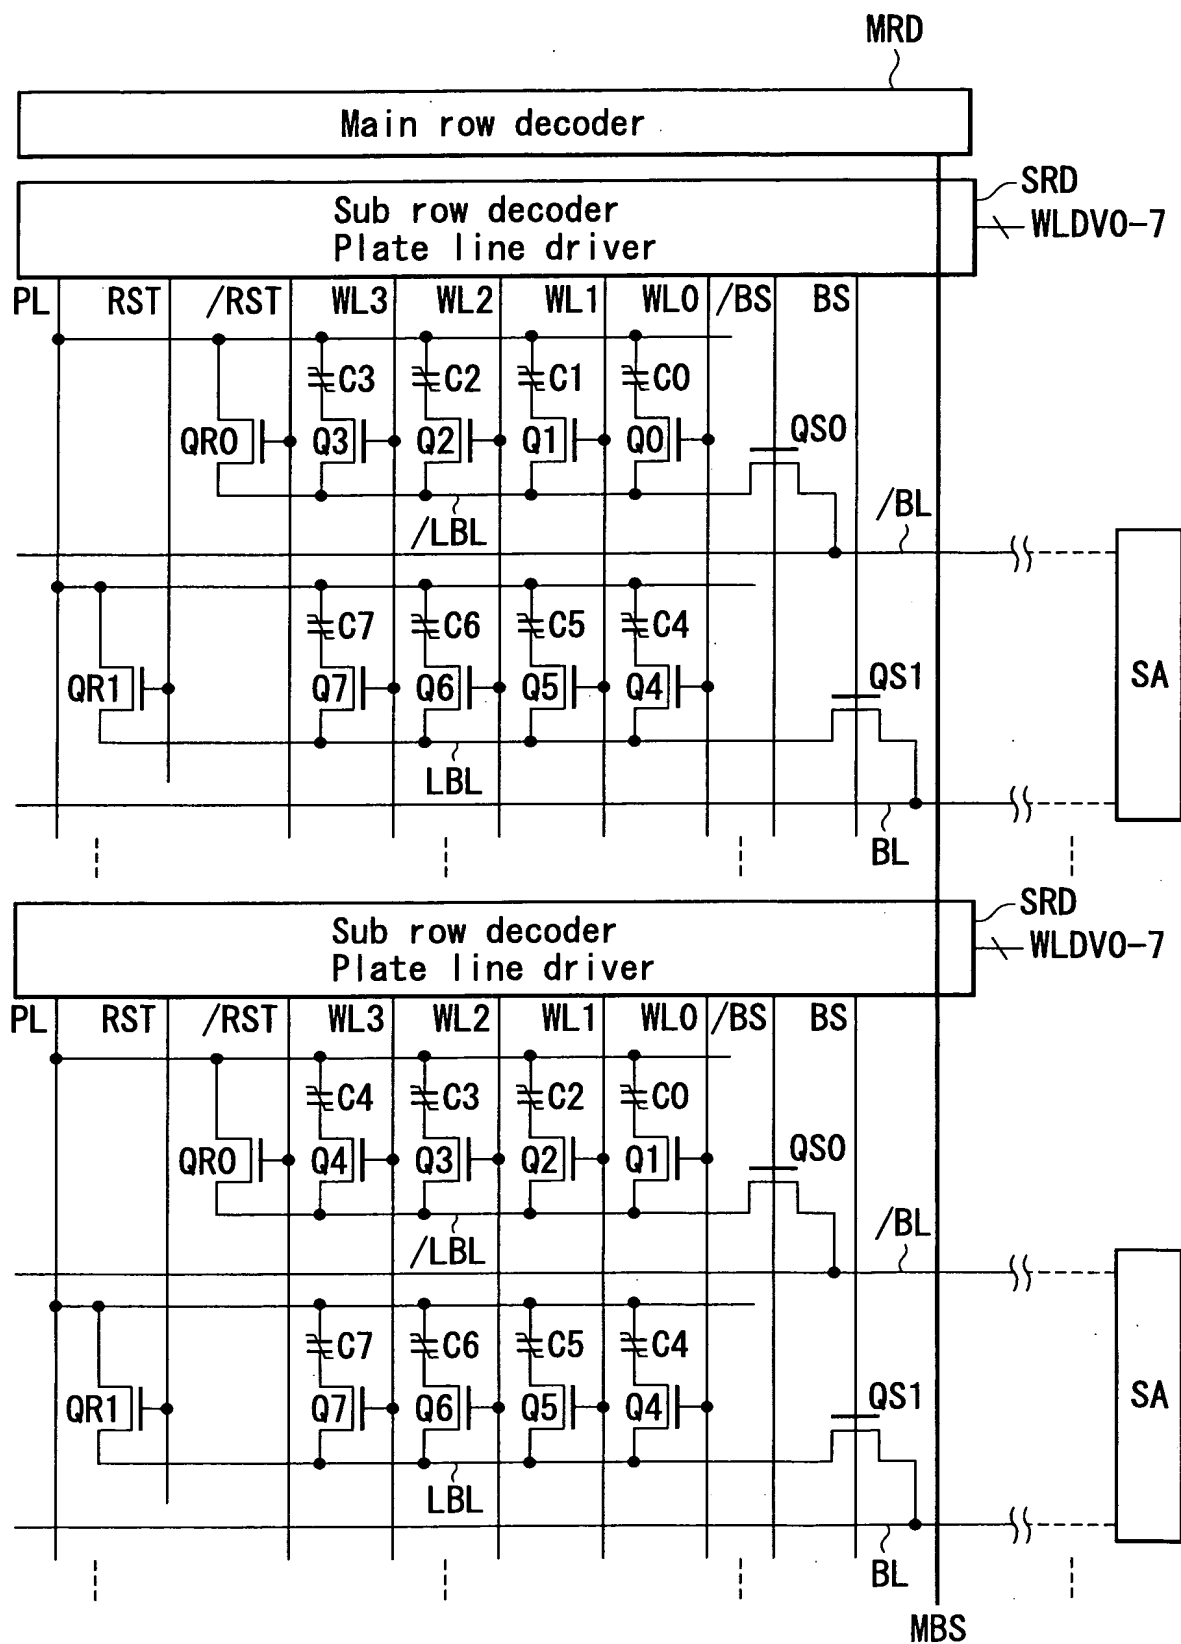 MRD
Main row decoder
SRD
Sub row decoder
Plate line driver
WLDV0-7
PL RST /RST WL3 WL2 WL1 WL0 /BS BS
C3 C2 C1 C0
QR0 Q3 Q2 Q1 Q0 QS0
/LBL /BL
C7 C6 C5 C4
QR1 Q7 Q6 Q5 Q4 QS1 SA
LBL
BL
SRD
Sub row decoder
Plate line driver
WLDV0-7
PL RST /RST WL3 WL2 WL1 WL0 /BS BS
C4 C3 C2 C0
QR0 Q4 Q3 Q2 Q1 QS0
/LBL /BL
C7 C6 C5 C4
QR1 Q7 Q6 Q5 Q4 QS1 SA
LBL
BL
MBS